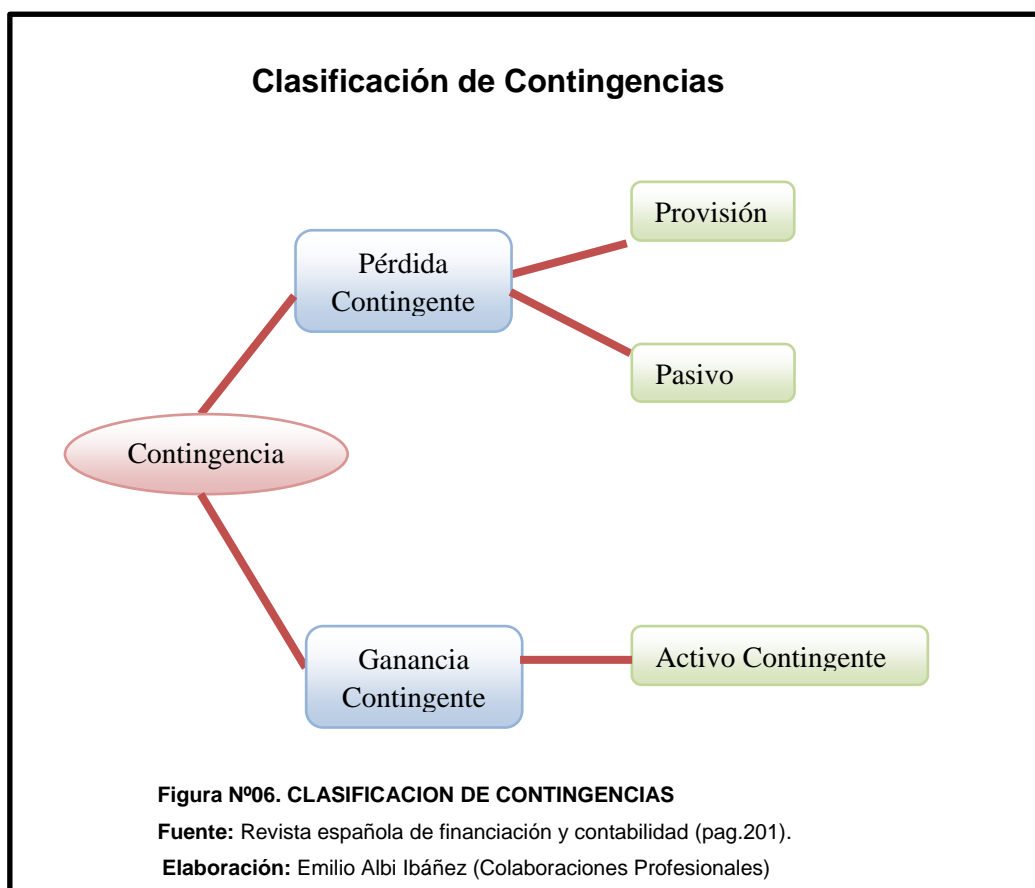 Clasificación de Contingencias
Provisión
Pérdida
Contingente
Pasivo
Contingencia
Ganancia
Contingente
Activo Contingente
Figura Nº06. CLASIFICACION DE CONTINGENCIAS
Fuente: Revista española de financiación y contabilidad (pag.201).
Elaboración: Emilio Albi Ibáñez (Colaboraciones Profesionales)